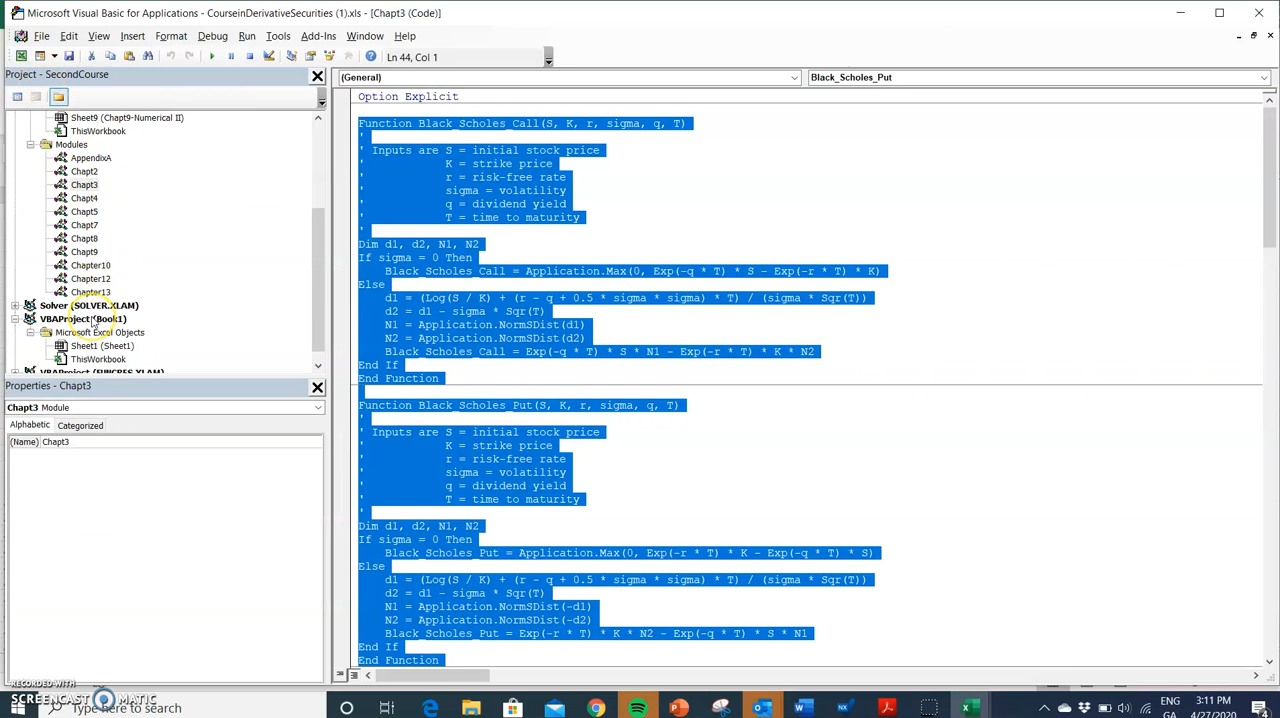 Microsoft Visual Basic for Applications - CourseinDerivativeSecurities (1).xls - [Chapt3 (Code)]
File Edit View Insert Format Debug Run Tools Add-Ins Window Help
Ln 44, Col 1
Project - SecondCourse
Sheet9 (Chapt9-Numerical II)
ThisWorkbook
Modules
AppendixA
Chapt2
Chapt3
Chapt4
Chapt5
Chapt7
Chapt8
Chapt9
Chapter10
Chapter12
Chapter13
Solver (SOLVER.XLAM)
VBAProject (Book1)
Microsoft Excel Objects
Sheet1 (Sheet1)
ThisWorkbook
VBAProject (FUNCRES.XLAM)
Properties - Chapt3
Chapt3 Module
Alphabetic Categorized
(Name) Chapt3
(General) Black_Scholes_Put
Option Explicit
Function Black_Scholes_Call(S, K, r, sigma, q, T)
'
' Inputs are S = initial stock price
' K = strike price
' r = risk-free rate
' sigma = volatility
' q = dividend yield
' T = time to maturity
'
Dim d1, d2, N1, N2
If sigma = 0 Then
Black_Scholes_Call = Application.Max(0, Exp(-q * T) * S - Exp(-r * T) * K)
Else
d1 = (Log(S / K) + (r - q + 0.5 * sigma * sigma) * T) / (sigma * Sqr(T))
d2 = d1 - sigma * Sqr(T)
N1 = Application.NormSDist(d1)
N2 = Application.NormSDist(d2)
Black_Scholes_Call = Exp(-q * T) * S * N1 - Exp(-r * T) * K * N2
End If
End Function
Function Black_Scholes_Put(S, K, r, sigma, q, T)
'
' Inputs are S = initial stock price
' K = strike price
' r = risk-free rate
' sigma = volatility
' q = dividend yield
' T = time to maturity
'
Dim d1, d2, N1, N2
If sigma = 0 Then
Black_Scholes_Put = Application.Max(0, Exp(-r * T) * K - Exp(-q * T) * S)
Else
d1 = (Log(S / K) + (r - q + 0.5 * sigma * sigma) * T) / (sigma * Sqr(T))
d2 = d1 - sigma * Sqr(T)
N1 = Application.NormSDist(-d1)
N2 = Application.NormSDist(-d2)
Black_Scholes_Put = Exp(-r * T) * K * N2 - Exp(-q * T) * S * N1
End If
End Function
RECORDED WITH
SCREENCAST MATIC
Type here to search
ENG
GA
3:11 PM
4/27/2020
4